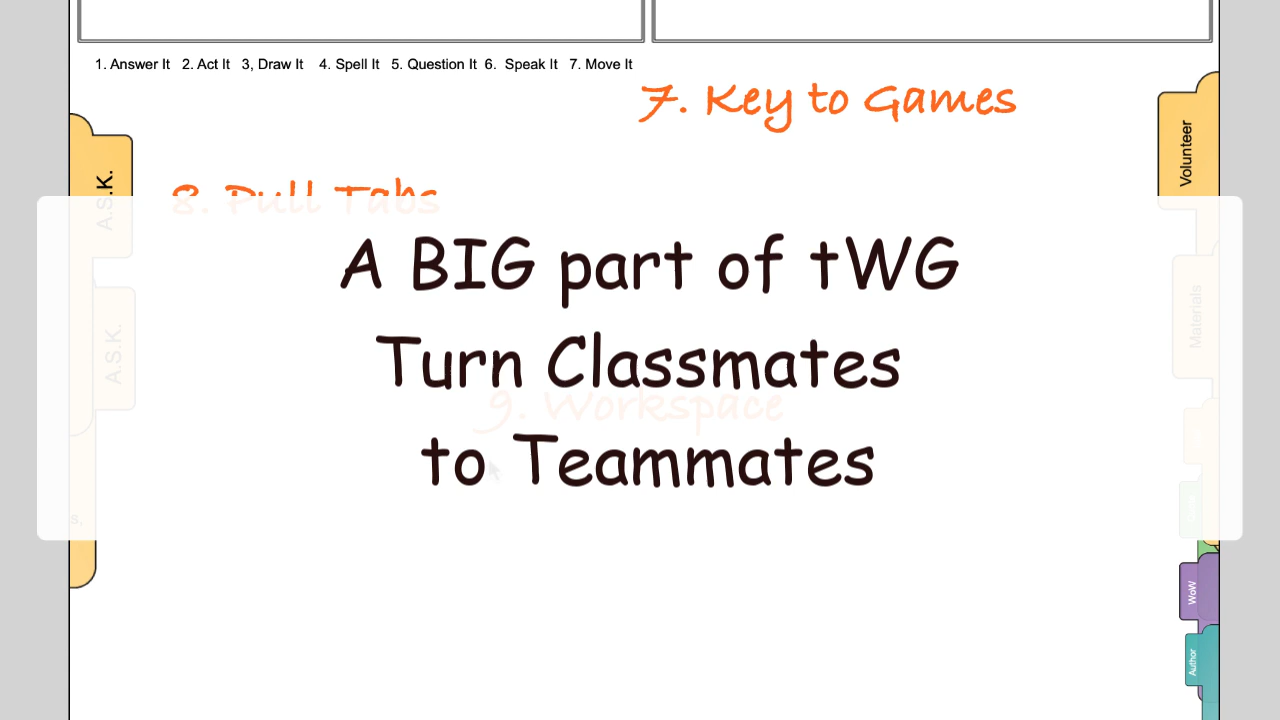 1. Answer It 2. Act It 3, Draw It 4. Spell It 5. Question It 6. Speak It 7. Move It
7. Key to Games
Volunteer
A.S.K.
8. Pull Tabs
A BIG part of tWG
Materials
Turn Classmates
A.S.K.
9. Workspace
to Teammates
8,
WoW
Author